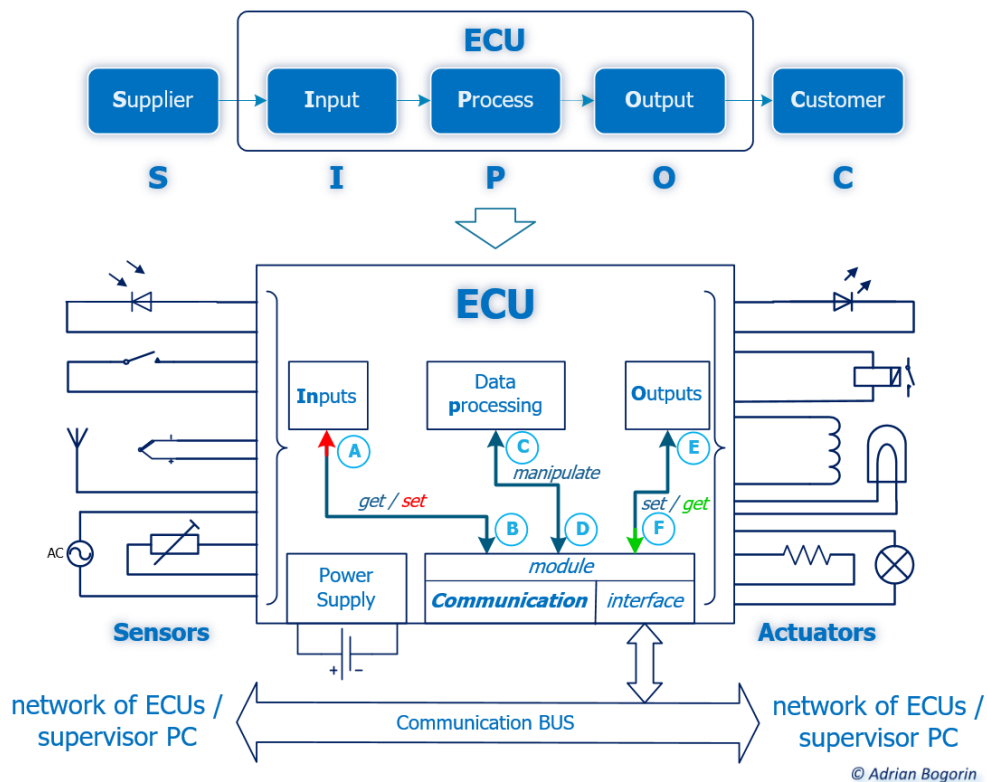 ECU
Supplier
Input
Process
Output
Customer
S
I
P
O
C
ECU
Inputs
Data
processing
Outputs
A
C
E
manipulate
get / set
set / get
B
D
F
AC
Power
Supply
module
Communication
interface
+
+
+ −
Sensors
Actuators
network of ECUs /
supervisor PC
Communication BUS
network of ECUs /
supervisor PC
© Adrian Bogorin